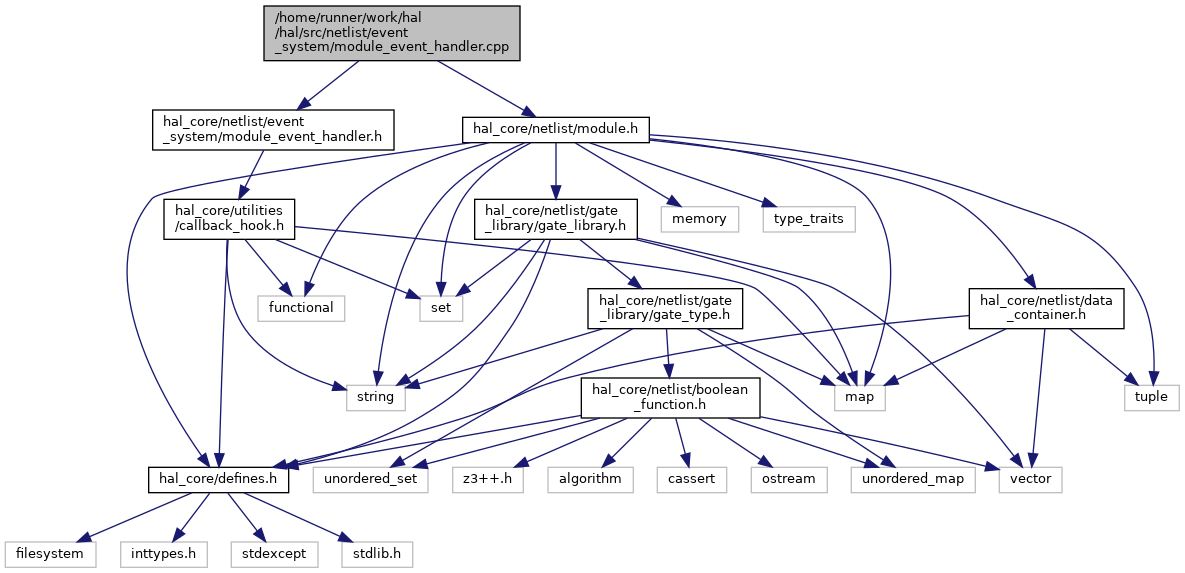 /home/runner/work/hal
/hal/src/netlist/event
_system/module_event_handler.cpp
hal_core/netlist/event
_system/module_event_handler.h
hal_core/netlist/module.h
hal_core/utilities
/callback_hook.h
hal_core/netlist/gate
_library/gate_library.h
memory
type_traits
functional
set
hal_core/netlist/gate
_library/gate_type.h
hal_core/netlist/data
_container.h
string
hal_core/netlist/boolean
_function.h
map
tuple
hal_core/defines.h
unordered_set
z3++.h
algorithm
cassert
ostream
unordered_map
vector
filesystem
inttypes.h
stdexcept
stdlib.h